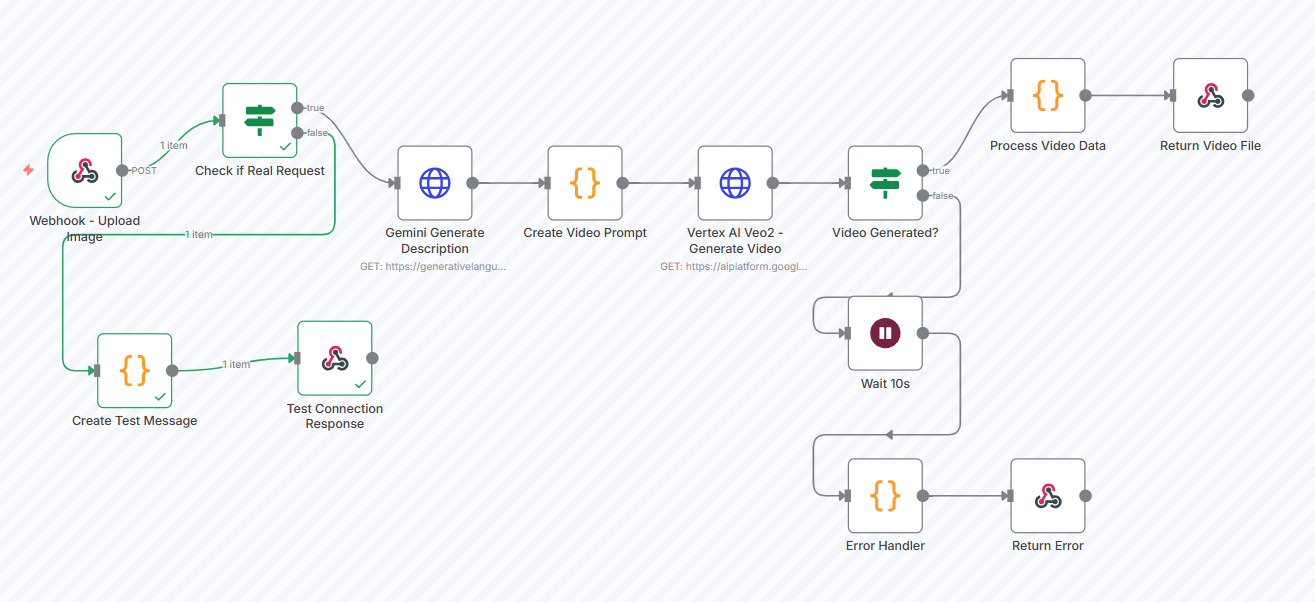 true
false
Check if Real Request
1 item
POST
Webhook - Upload
Image
1 item
Gemini Generate
Description
GET: https://generativelangu...
Create Video Prompt
Vertex AI Veo2 -
Generate Video
GET: https://aiplatform.googl...
true
false
Video Generated?
Process Video Data
Return Video File
Wait 10s
Create Test Message
1 item
Test Connection
Response
Error Handler
Return Error